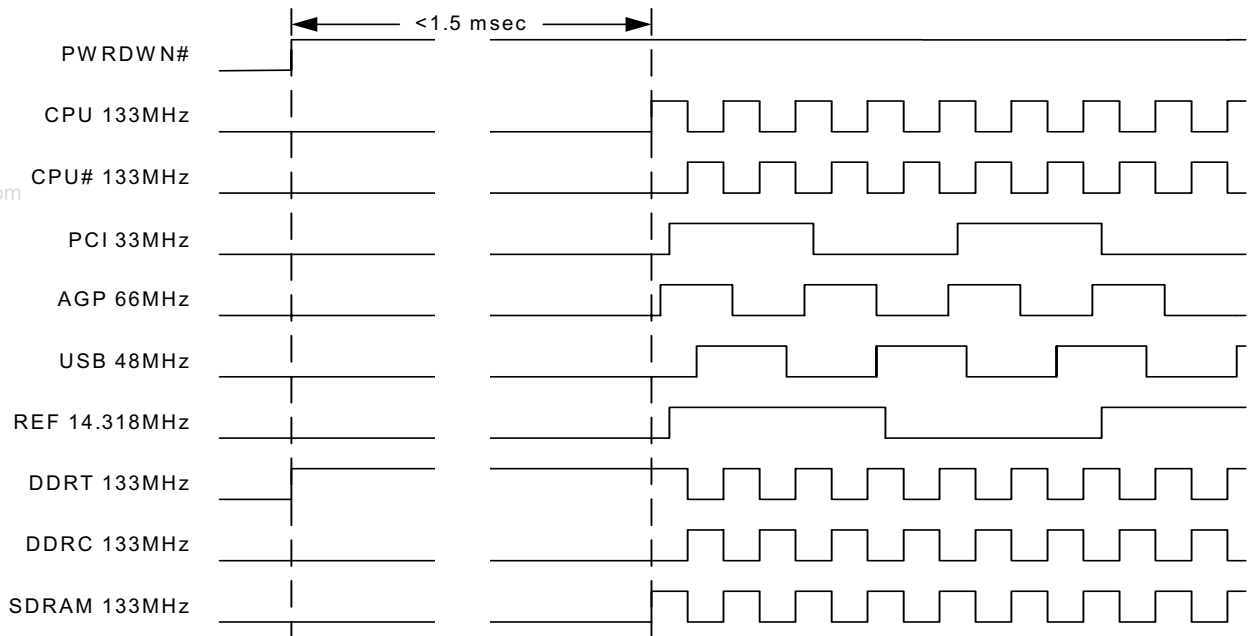 <1.5 msec
PWRDWN#
CPU 133MHz
CPU# 133MHz
om
PCI 33MHz
AGP 66MHz
USB 48MHz
REF 14.318MHz
DDRT 133MHz
DDRC 133MHz
SDRAM 133MHz